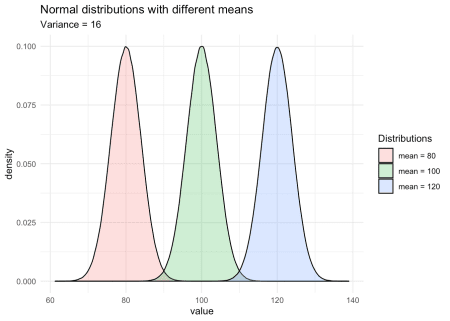 Normal distributions with different means
Variance = 16
0.100
0.075
0.050
0.025
0.000
density
60
80
100
120
140
value
Distributions
mean = 80
mean = 100
mean = 120